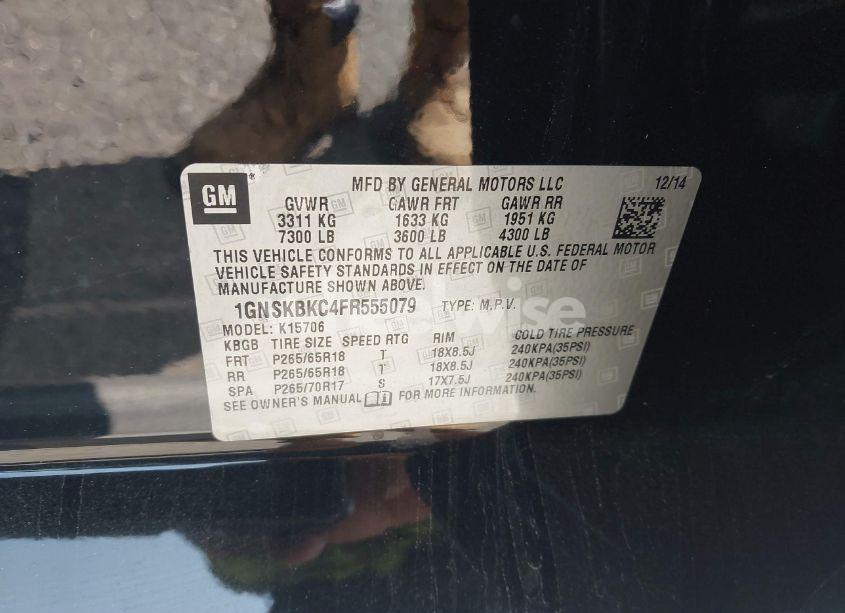 GM
MFD BY GENERAL MOTORS LLC 12/14
GVWR GAWR FRT GAWR RR
3311 KG 1633 KG 1951 KG
7300 LB 3600 LB 4300 LB
THIS VEHICLE CONFORMS TO ALL APPLICABLE U.S. FEDERAL MOTOR
VEHICLE SAFETY STANDARDS IN EFFECT ON THE DATE OF
MANUFACTURE SHOWN ABOVE.
1GNSKBKC4FR555079 TYPE: M.P.V.
MODEL: K15706
KBGB TIRE SIZE SPEED RTG RIM COLD TIRE PRESSURE
FRT P265/65R18 T 18X8.5J 240KPA(35PSI)
RR P265/65R18 T 18X8.5J 240KPA(35PSI)
SPA P265/70R17 S 17X7.5J 240KPA(35PSI)
SEE OWNER'S MANUAL FOR MORE INFORMATION.